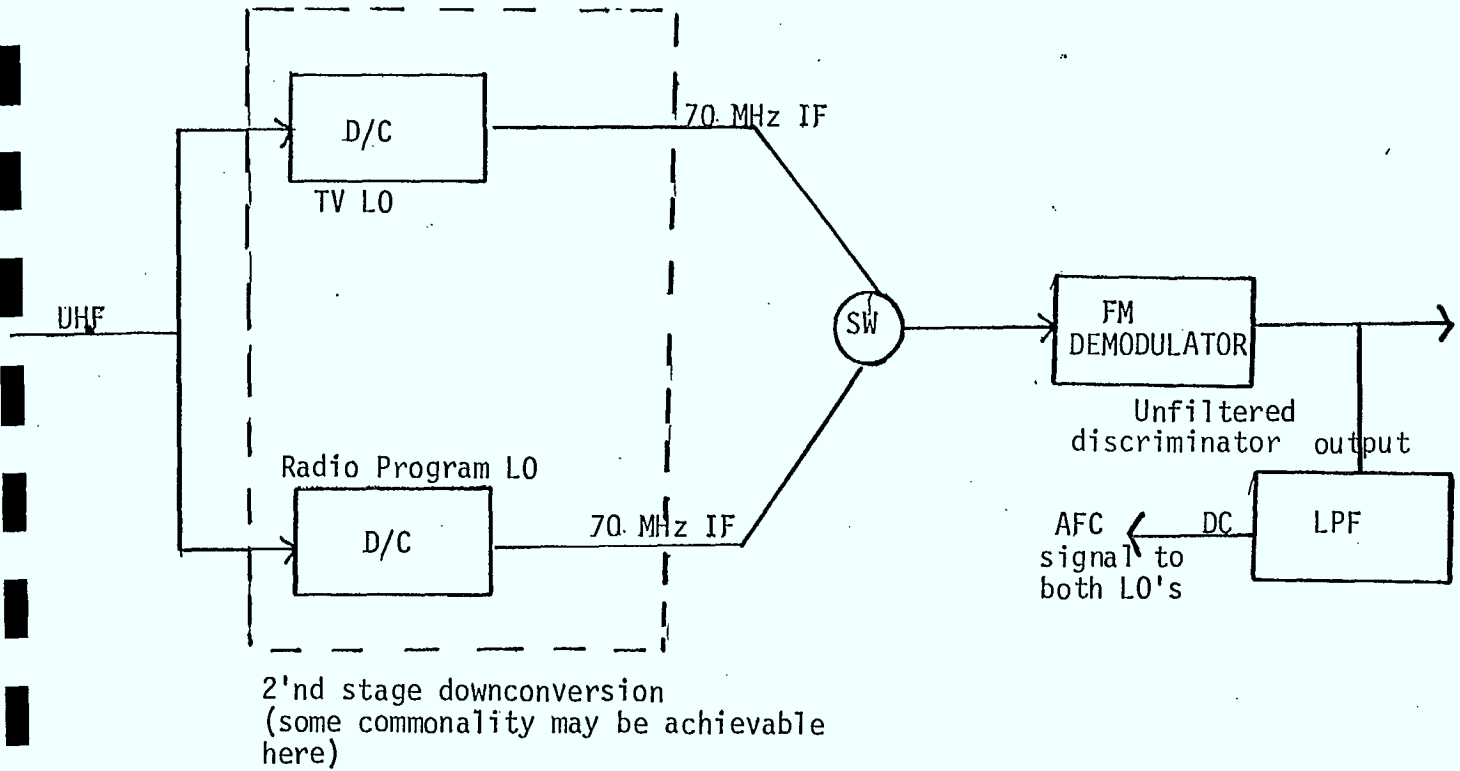 70 MHz IF
D/C
TV LO
UHF
SW
FM
DEMODULATOR
Unfiltered
discriminator output
Radio Program LO
70 MHz IF
D/C
AFC
signal to
both LO's
DC
LPF
2'nd stage downconversion
(some commonality may be achievable
here)